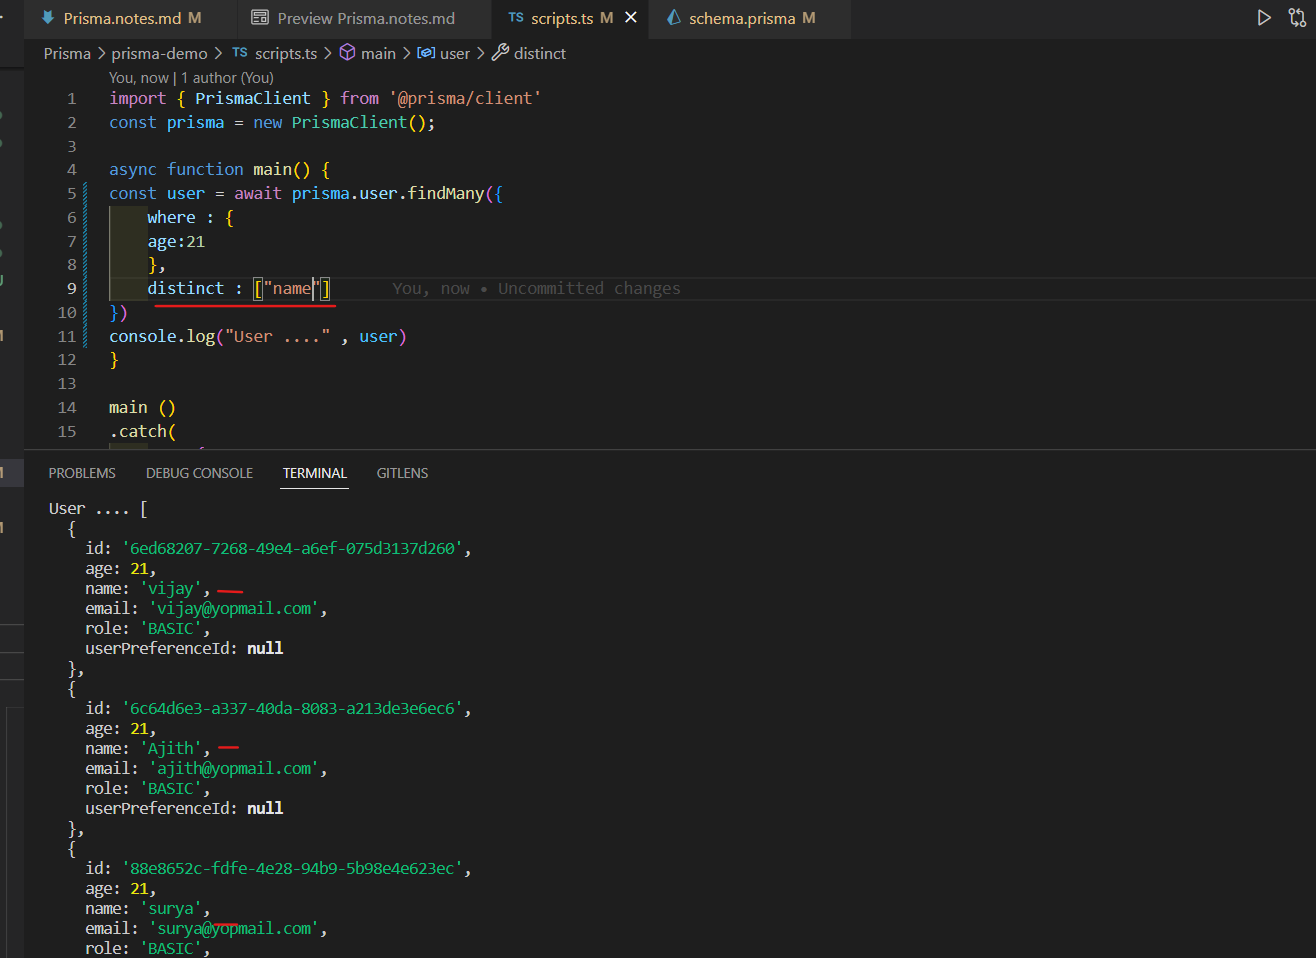 Prisma.notes.md M Preview Prisma.notes.md TS scripts.ts M schema.prisma M
Prisma > prisma-demo > TS scripts.ts > main > user > distinct
You, now | 1 author (You)
1 import { PrismaClient } from '@prisma/client'
2 const prisma = new PrismaClient();
3
4 async function main() {
5 const user = await prisma.user.findMany({
6 where : {
7 age:21
8 },
9 distinct : ["name"] You, now • Uncommitted changes
10 })
11 console.log("User ...." , user)
12 }
13
14 main ()
15 .catch(
PROBLEMS DEBUG CONSOLE TERMINAL GITLENS
User .... [
{
id: '6ed68207-7268-49e4-a6ef-075d3137d260',
age: 21,
name: 'vijay',
email: 'vijay@yopmail.com',
role: 'BASIC',
userPreferenceId: null
},
{
id: '6c64d6e3-a337-40da-8083-a213de3e6ec6',
age: 21,
name: 'Ajith',
email: 'ajith@yopmail.com',
role: 'BASIC',
userPreferenceId: null
},
{
id: '88e8652c-fdfe-4e28-94b9-5b98e4e623ec',
age: 21,
name: 'surya',
email: 'surya@yopmail.com',
role: 'BASIC',